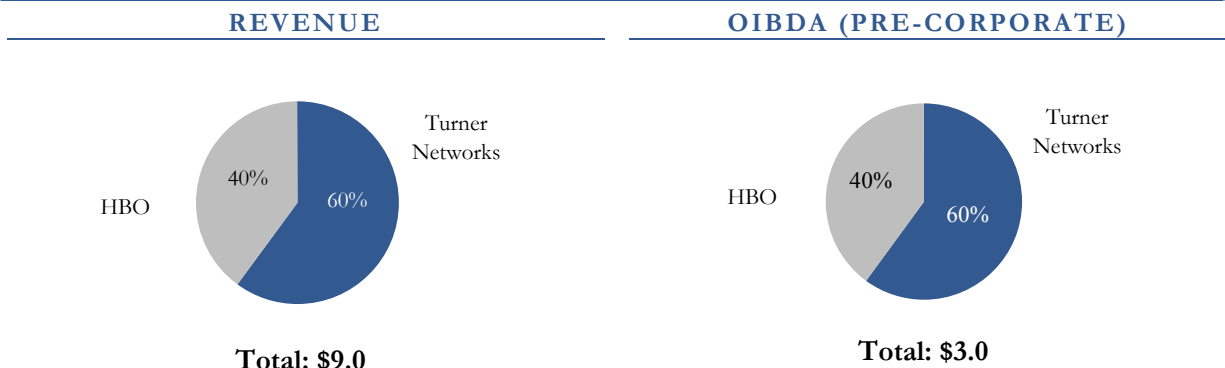 REVENUE
Turner
Networks
40%
60%
HBO
Total: $9.0
OIBDA (PRE-CORPORATE)
Turner
Networks
40%
60%
HBO
Total: $3.0